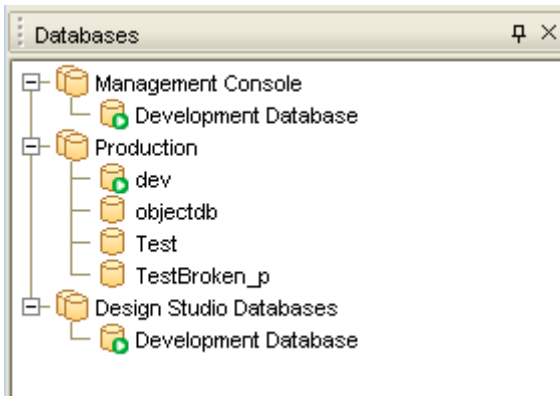 Databases
Management Console
Development Database
Production
dev
objectdb
Test
TestBroken_p
Design Studio Databases
Development Database